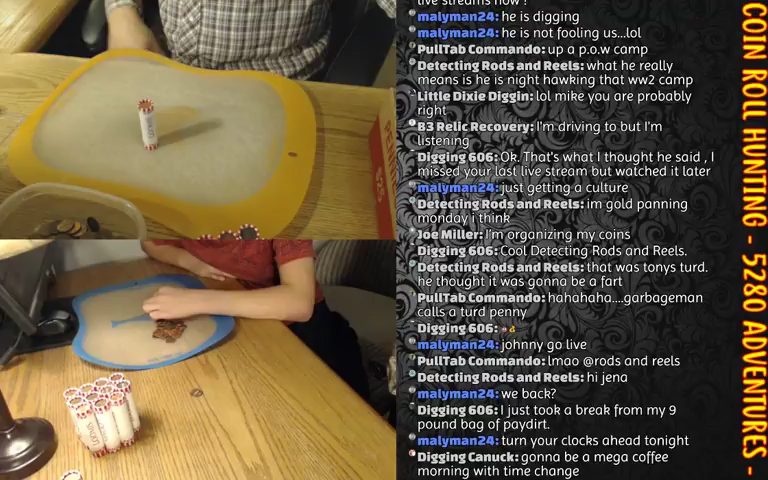 live streams now ?
malyman24: he is digging
malyman24: he is not fooling us...lol
PullTab Commando: up a p.o.w camp
Detecting Rods and Reels: what he really
means is he is night hawking that ww2 camp
Little Dixie Diggin: lol mike you are probably
right
B3 Relic Recovery: I'm driving to but I'm
listening
Digging 606: Ok. That's what I thought he said , I
missed your last live stream but watched it later
malyman24: just getting a culture
Detecting Rods and Reels: im gold panning
monday i think
Joe Miller: I'm organizing my coins
Digging 606: Cool Detecting Rods and Reels.
Detecting Rods and Reels: that was tonys turd.
he thought it was gonna be a fart
PullTab Commando: hahahaha....garbageman
calls a turd penny
Digging 606:
malyman24: johnny go live
PullTab Commando: lmao @rods and reels
Detecting Rods and Reels: hi jena
malyman24: we back?
Digging 606: I just took a break from my 9
pound bag of paydirt.
malyman24: turn your clocks ahead tonight
Digging Canuck: gonna be a mega coffee
morning with time change
COIN ROLL HUNTING - 5280 ADVENTURES -